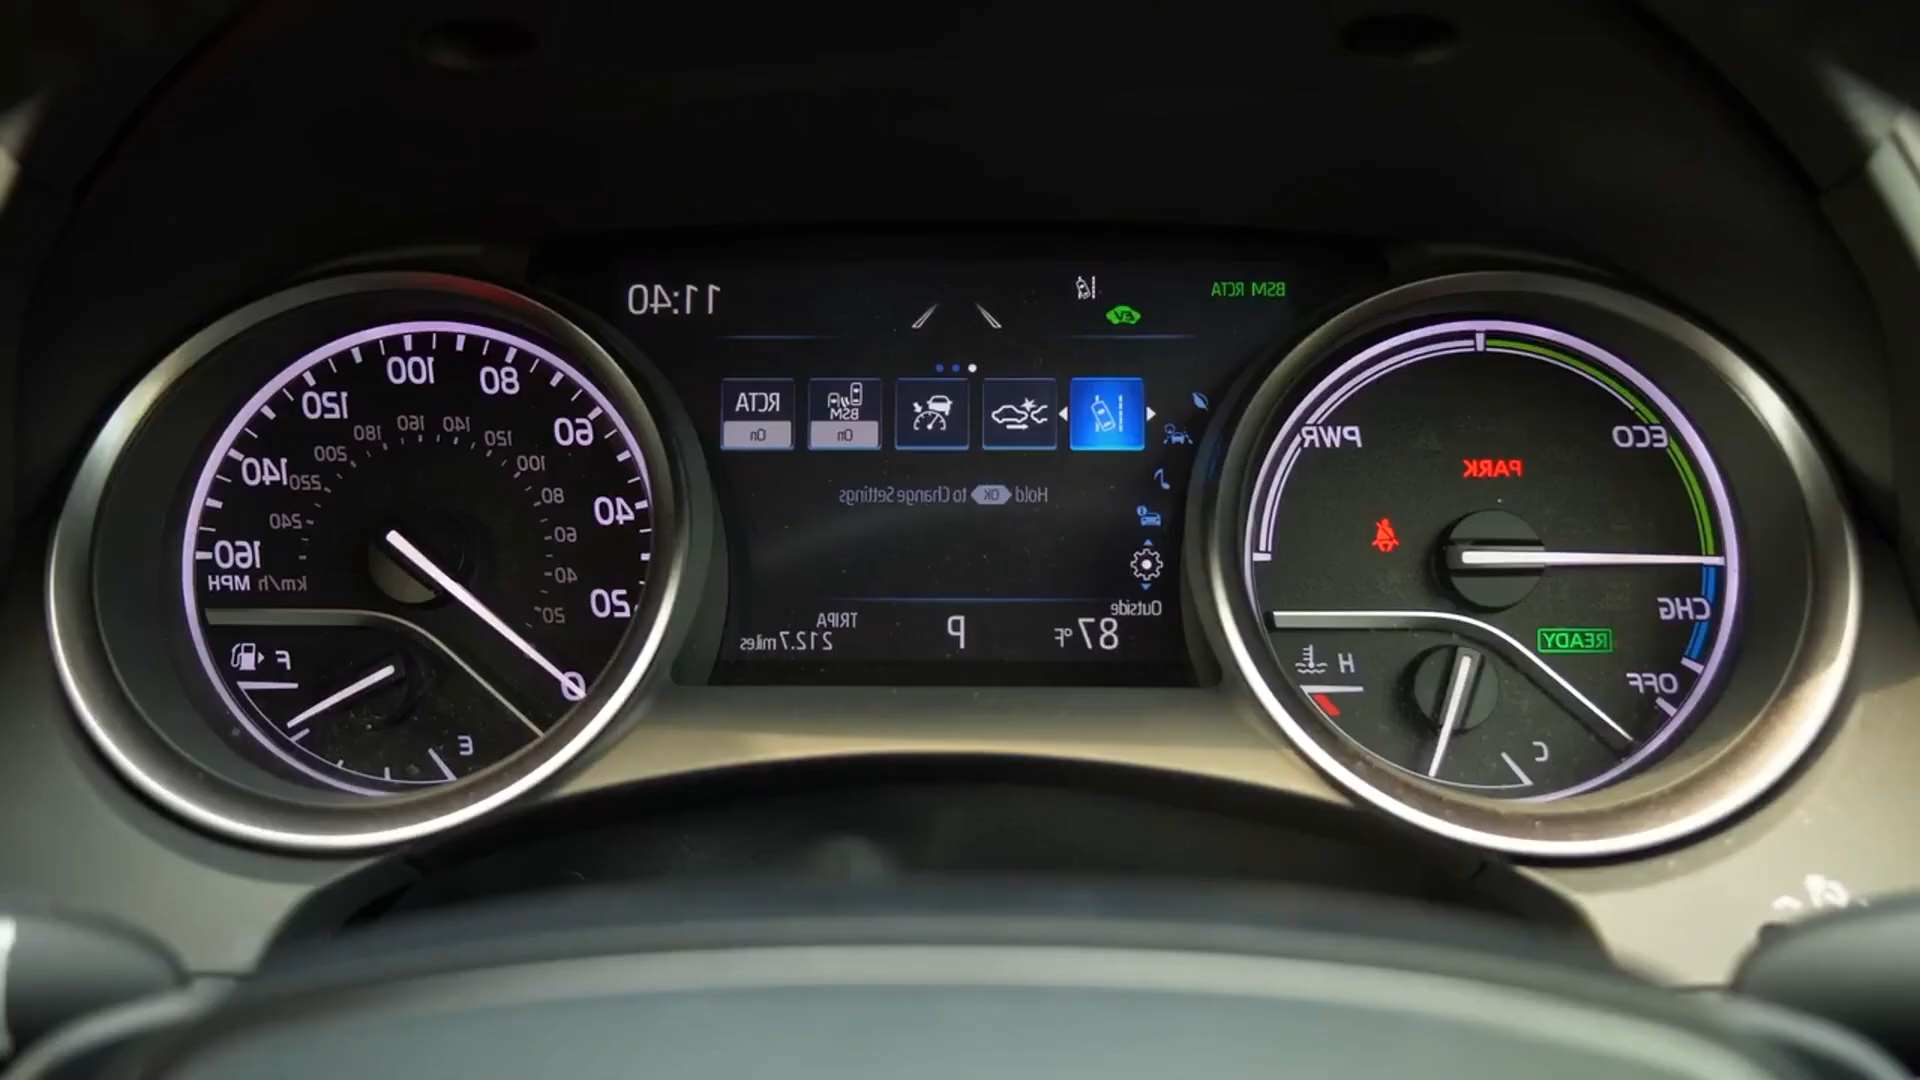 BSM RCTA
11:40
EV
RCTA
On
BSM
On
Hold OK to Change Settings
Outside
87°F
P
TRIP A
212.7 miles
PWR
ECO
PARK
CHG
READY
OFF
H
C
0
20
40
60
80
100
120
140
160
MPH
km/h
20
40
60
80
100
120
140
160
180
200
220
240
F
E